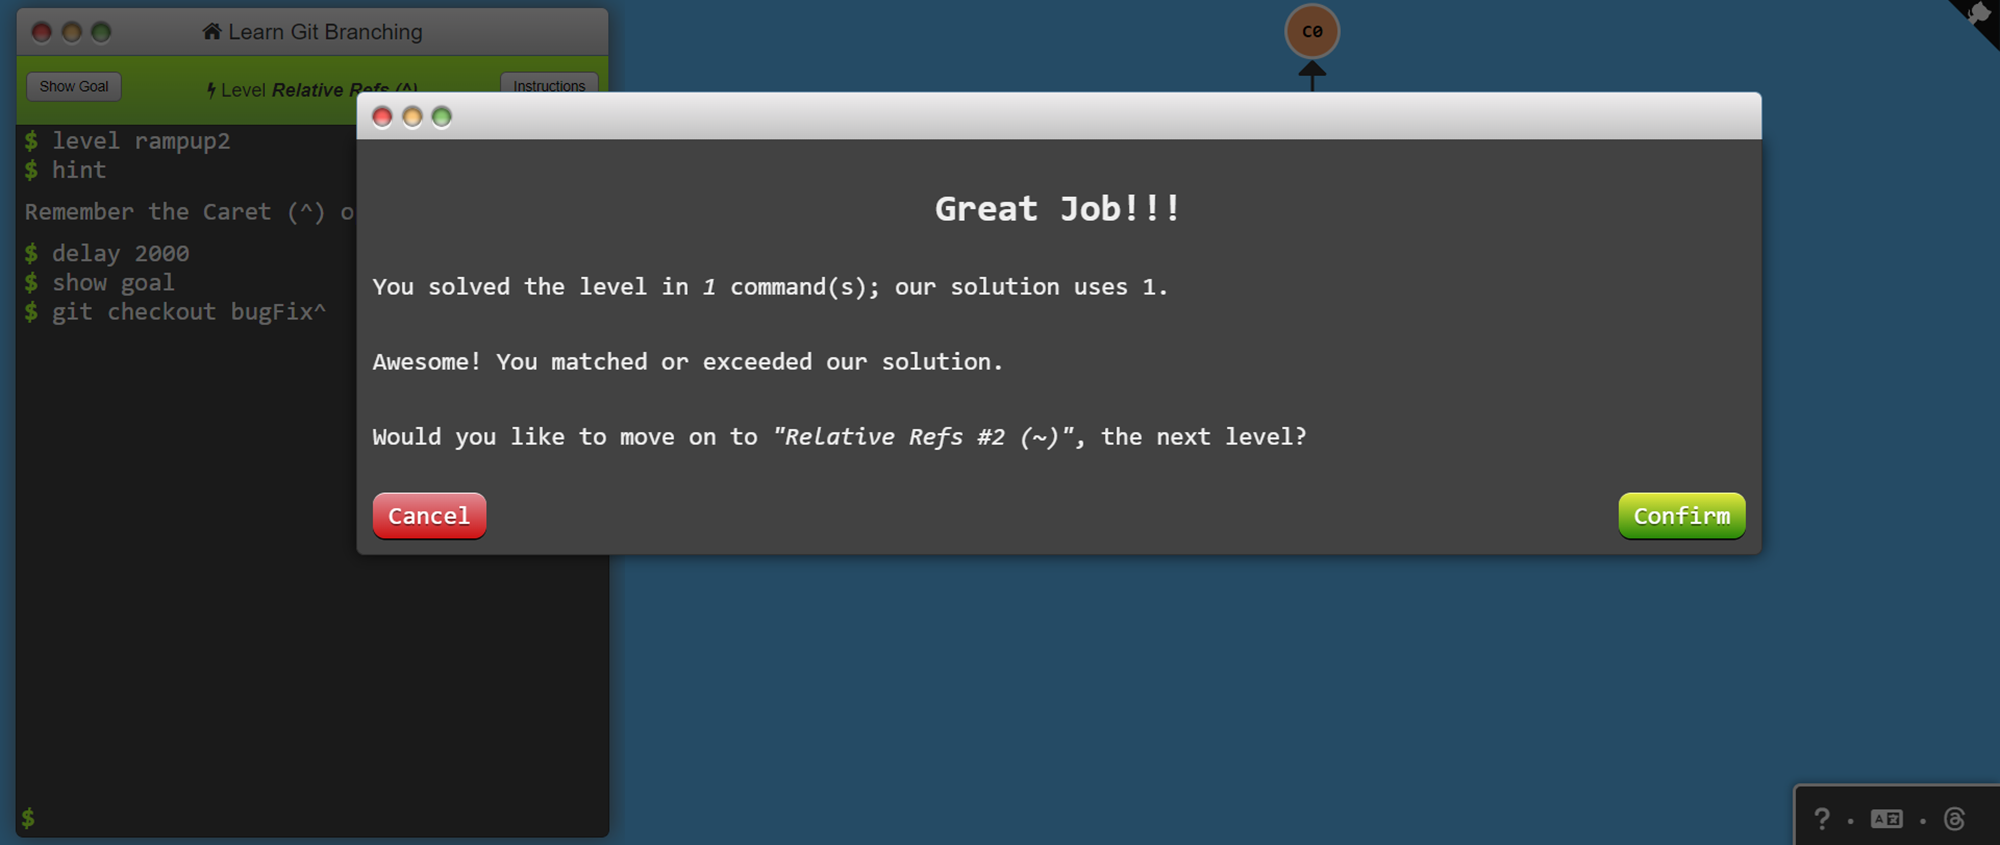 Learn Git Branching
Show Goal
Level Relative Refs (^)
Instructions
$ level rampup2
$ hint
Remember the Caret (^) o
$ delay 2000
$ show goal
$ git checkout bugFix^
$
C0
Great Job!!!
You solved the level in 1 command(s); our solution uses 1.
Awesome! You matched or exceeded our solution.
Would you like to move on to "Relative Refs #2 (~)", the next level?
Cancel
Confirm
?